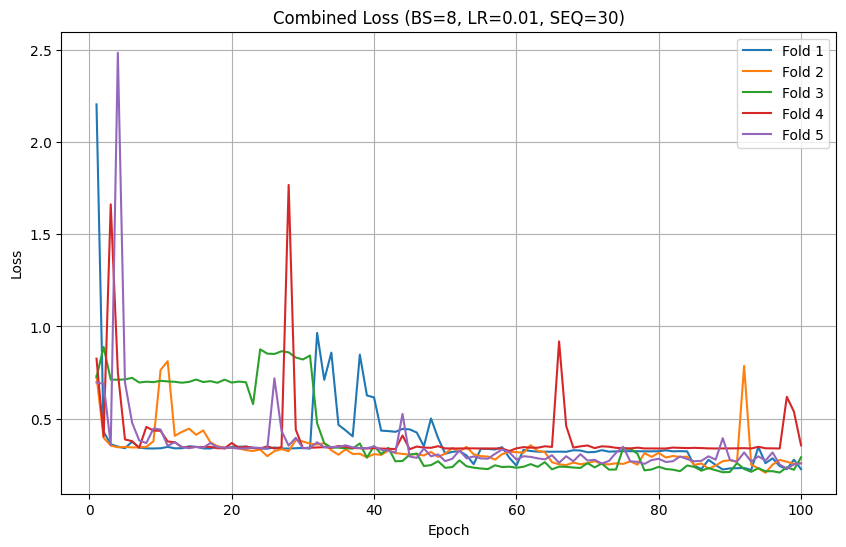 Combined Loss (BS=8, LR=0.01, SEQ=30)
Fold 1
Fold 2
Fold 3
Fold 4
Fold 5
2.5
2.0
1.5
1.0
0.5
Loss
0 20 40 60 80 100
Epoch